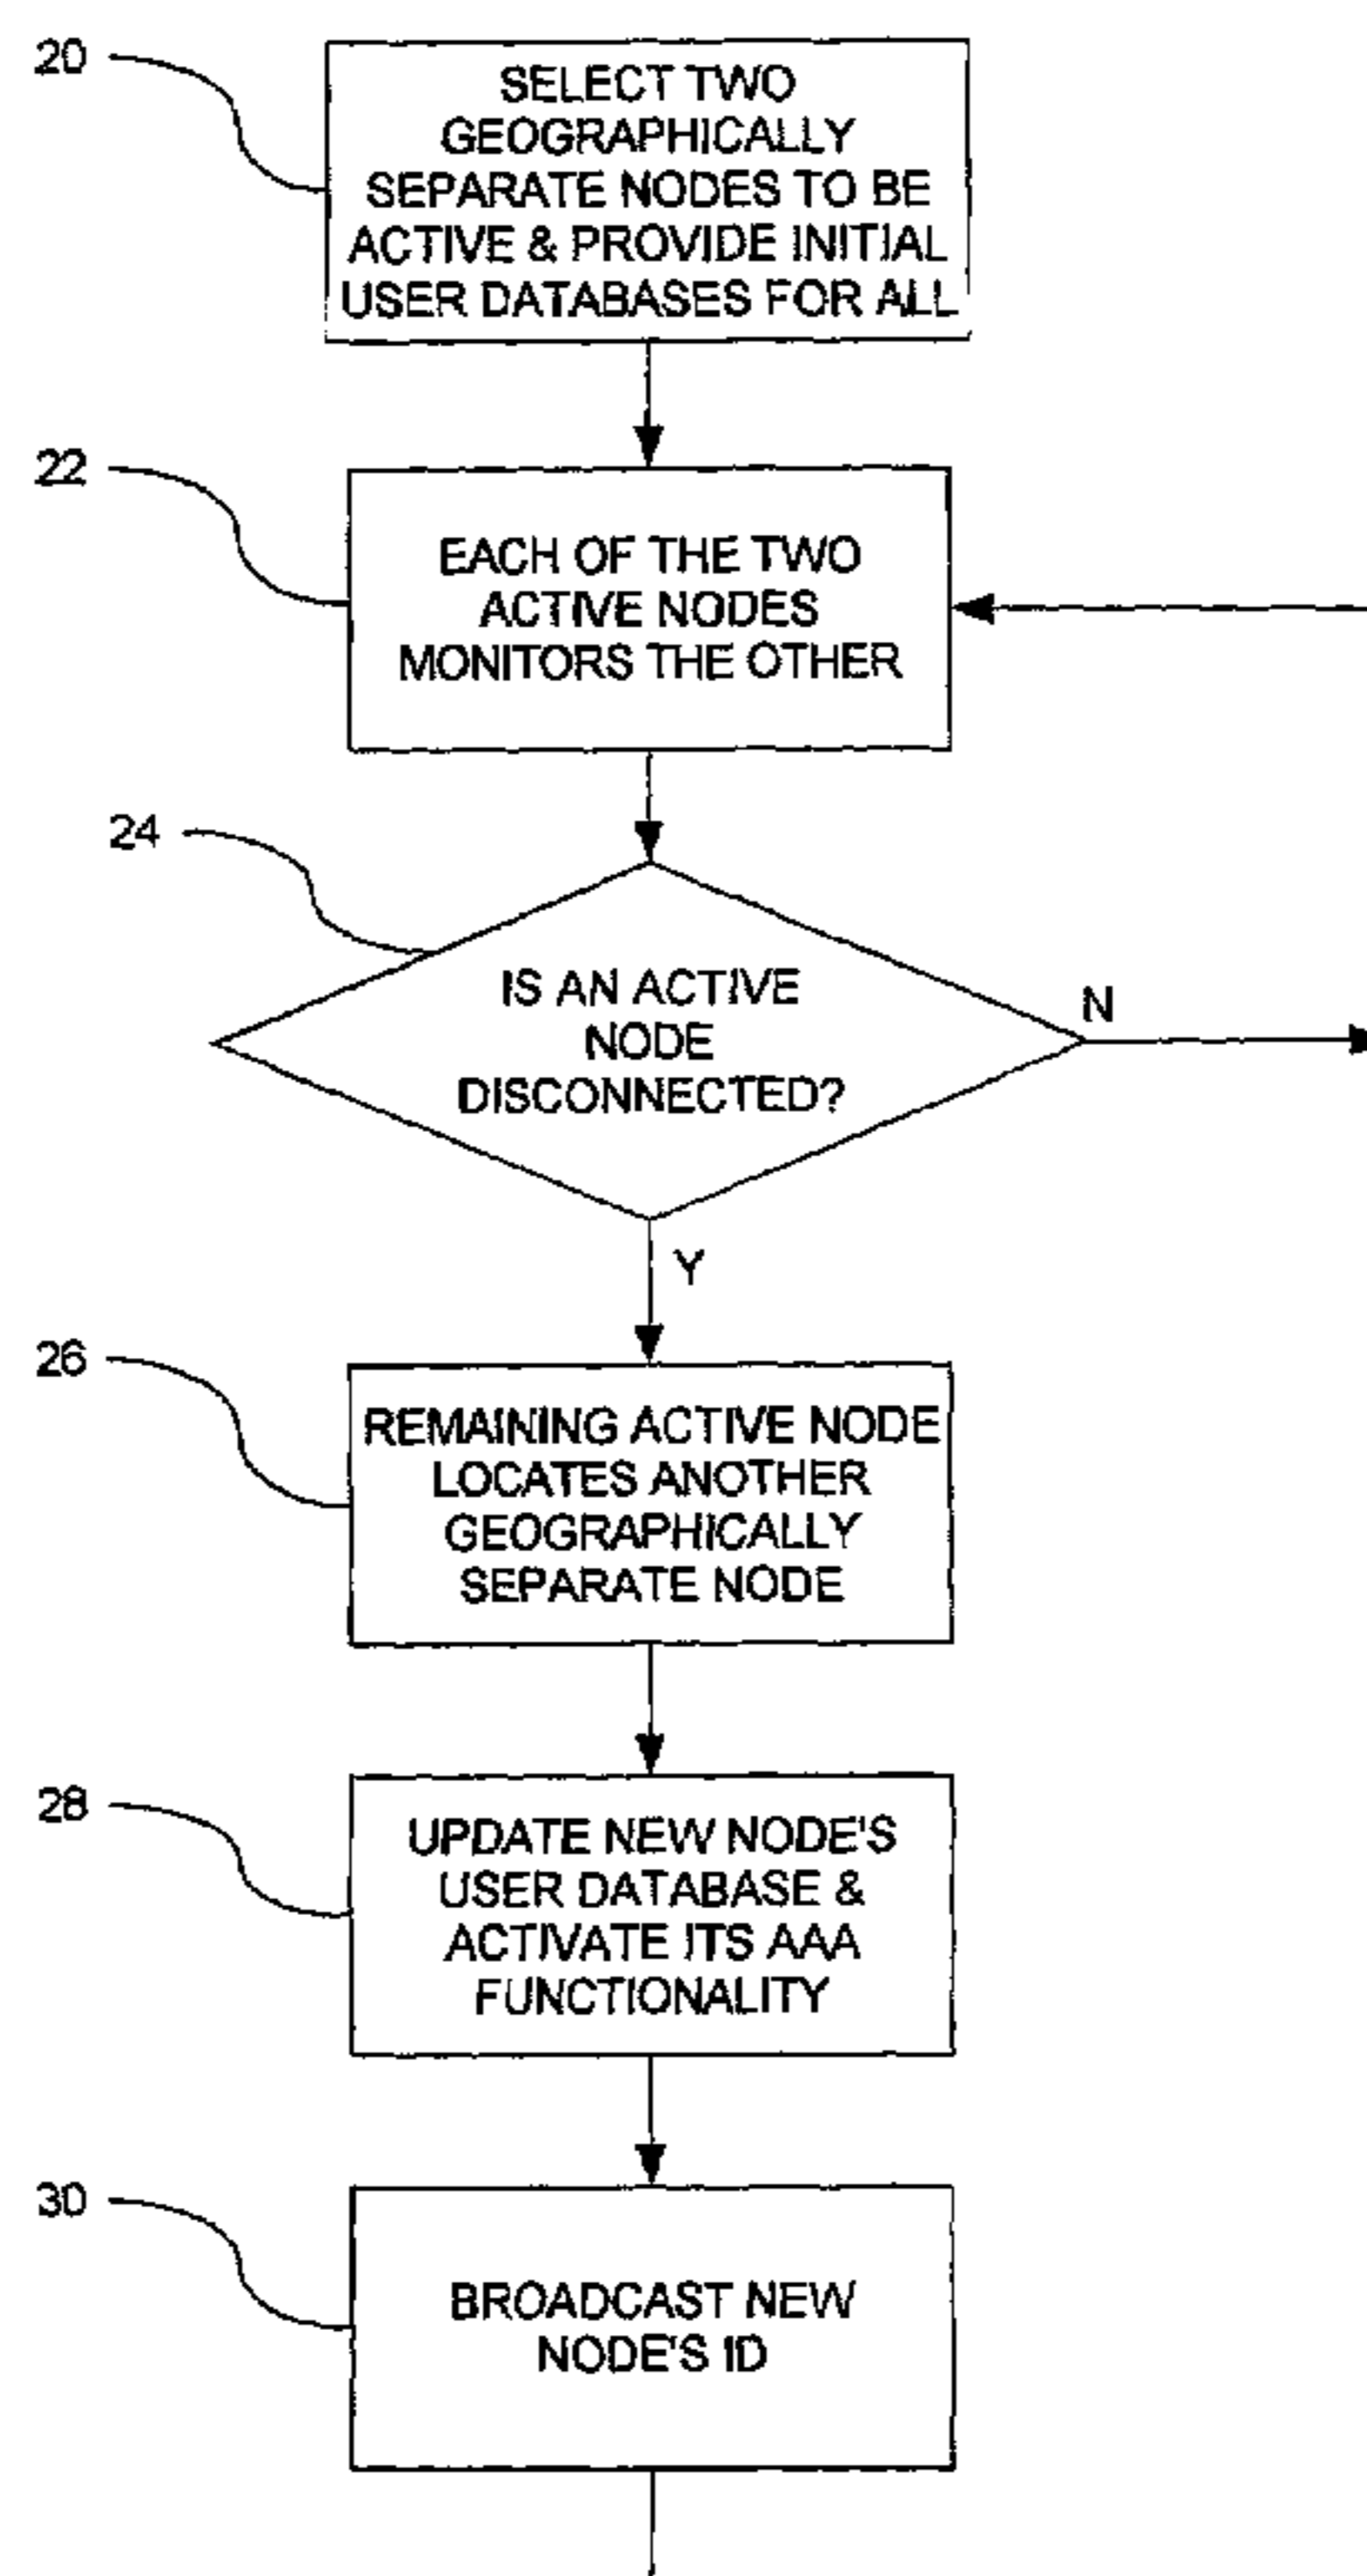 20
SELECT TWO
GEOGRAPHICALLY
SEPARATE NODES TO BE
ACTIVE & PROVIDE INITIAL
USER DATABASES FOR ALL
22
EACH OF THE TWO
ACTIVE NODES
MONITORS THE OTHER
24
IS AN ACTIVE
NODE
DISCONNECTED?
N
Y
26
REMAINING ACTIVE NODE
LOCATES ANOTHER
GEOGRAPHICALLY
SEPARATE NODE
28
UPDATE NEW NODE'S
USER DATABASE &
ACTIVATE ITS AAA
FUNCTIONALITY
30
BROADCAST NEW
NODE'S ID